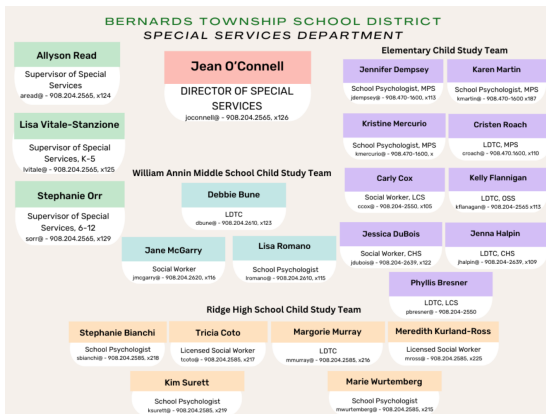 BERNARDS TOWNSHIP SCHOOL DISTRICT
SPECIAL SERVICES DEPARTMENT
Allyson Read
Supervisor of Special
Services
aread@ - 908.204.2565, x124
Lisa Vitale-Stanzione
Supervisor of Special
Services, K-5
lvitale@ - 908.204.2565, x125
Stephanie Orr
Supervisor of Special
Services, 6-12
sorr@ - 908.204.2565, x129
Jean O'Connell
DIRECTOR OF SPECIAL
SERVICES
joconnell@ - 908.204.2565, x126
Elementary Child Study Team
Jennifer Dempsey
School Psychologist, MPS
jdempsey@ - 908.470-1600, x113
Karen Martin
School Psychologist, MPS
kmartin@ - 908.470-1600 x187
Kristine Mercurio
School Psychologist, MPS
kmercurio@ - 908.470-1600, x
Cristen Roach
LDTC, MPS
croach@ - 908.470-1600, x110
Carly Cox
Social Worker, LCS
ccox@ - 908.204-2550, x105
Kelly Flannigan
LDTC, OSS
kflanagan@ - 908.204-2565 x113
Jessica DuBois
Social Worker, CHS
jdubois@ - 908.204-2639, x122
Jenna Halpin
LDTC, CHS
jhalpin@ - 908.204-2639, x109
Phyllis Bresner
LDTC, LCS
pbresner@ - 908.204-2550
William Annin Middle School Child Study Team
Debbie Bune
LDTC
dbune@ - 908.204.2610, x123
Jane McGarry
Social Worker
jmcgarry@ - 908.204.2620, x116
Lisa Romano
School Psychologist
lromano@ - 908.204.2610, x115
Ridge High School Child Study Team
Stephanie Bianchi
School Psychologist
sbianchi@ - 908.204.2585, x218
Tricia Coto
Licensed Social Worker
tcoto@ - 908.204.2585, x217
Margorie Murray
LDTC
mmurray@ - 908.204.2585, x216
Meredith Kurland-Ross
Licensed Social Worker
mross@ - 908.204.2585, x225
Kim Surett
School Psychologist
ksurett@ - 908.204.2585, x219
Marie Wurtemberg
School Psychologist
mwurtemberg@ - 908.204.2585, x215